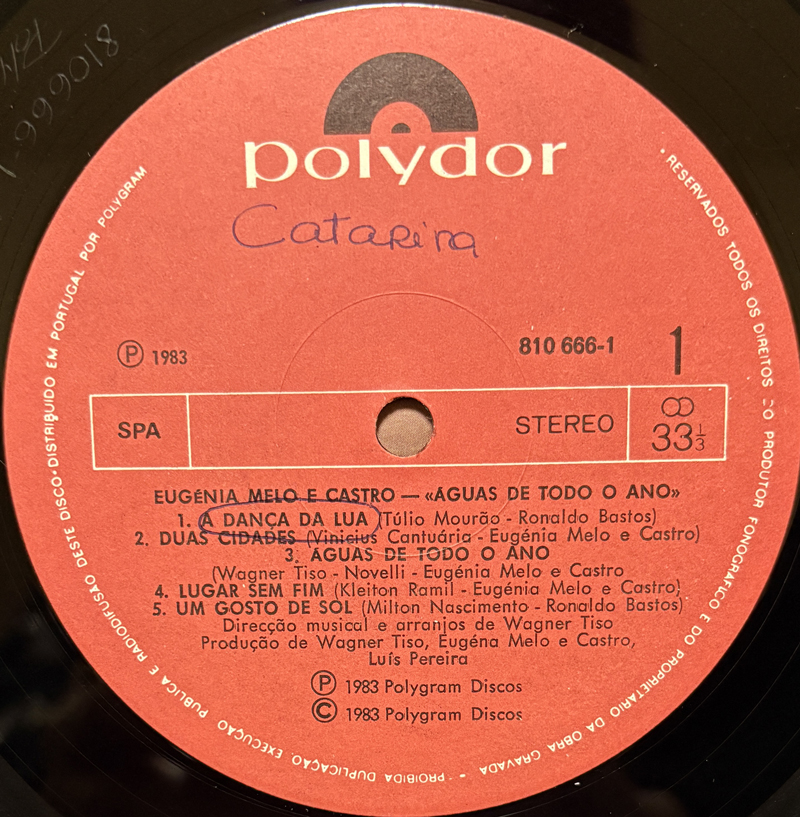 polydor
Catarina
℗ 1983
810 666-1
1
SPA
STEREO
33⅓
EUGÉNIA MELO E CASTRO — «ÁGUAS DE TODO O ANO»
1. A DANÇA DA LUA (Túlio Mourão - Ronaldo Bastos)
2. DUAS CIDADES (Vinicius Cantuária - Eugénia Melo e Castro)
3. ÁGUAS DE TODO O ANO
(Wagner Tiso - Novelli - Eugénia Melo e Castro
4. LUGAR SEM FIM (Kleiton Ramil - Eugénia Melo e Castro)
5. UM GOSTO DE SOL (Milton Nascimento - Ronaldo Bastos)
Direcção musical e arranjos de Wagner Tiso
Produção de Wagner Tiso, Eugéna Melo e Castro,
Luís Pereira
℗ 1983 Polygram Discos
© 1983 Polygram Discos
• RESERVADOS TODOS OS DIREITOS DO PRODUTOR FONOGRÁFICO E DO PROPRIETÁRIO DA OBRA GRAVADA - PROIBIDA DUPLICAÇÃO, EXECUÇÃO PÚBLICA E RADIODIFUSÃO DESTE DISCO • DISTRIBUÍDO EM PORTUGAL POR POLYGRAM